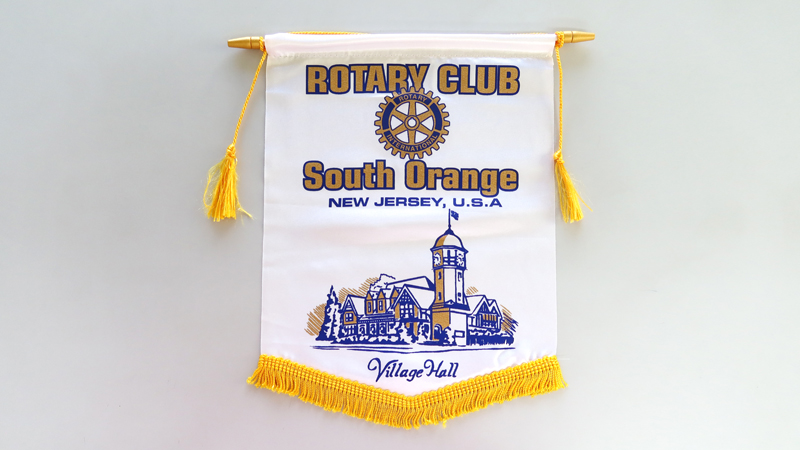 ROTARY CLUB
ROTARY
INTERNATIONAL
South Orange
NEW JERSEY, U.S.A
Village Hall